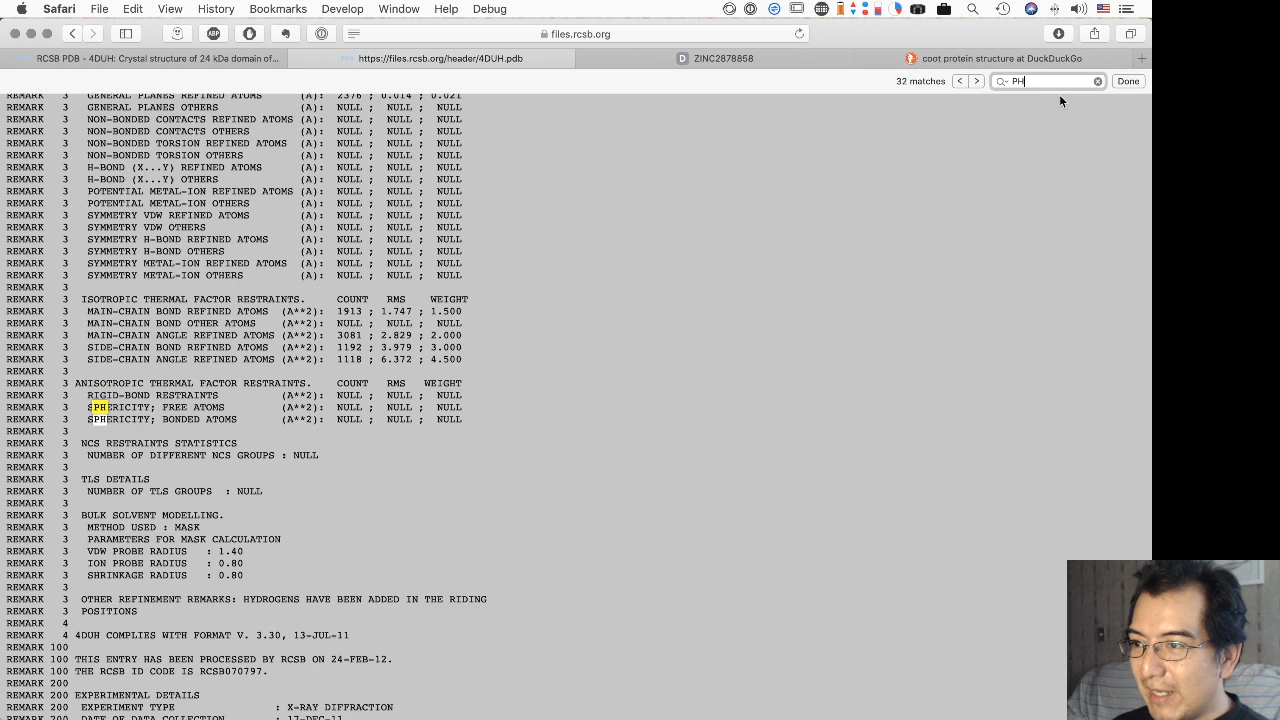 Safari File Edit View History Bookmarks Develop Window Help Debug
files.rcsb.org
RCSB PDB - 4DUH: Crystal structure of 24 kDa domain of... https://files.rcsb.org/header/4DUH.pdb ZINC2878858 coot protein structure at DuckDuckGo
32 matches PH Done
REMARK 3 GENERAL PLANES REFINED ATOMS (A): 2376 ; 0.014 ; 0.021
REMARK 3 GENERAL PLANES OTHERS (A): NULL ; NULL ; NULL
REMARK 3 NON-BONDED CONTACTS REFINED ATOMS (A): NULL ; NULL ; NULL
REMARK 3 NON-BONDED CONTACTS OTHERS (A): NULL ; NULL ; NULL
REMARK 3 NON-BONDED TORSION REFINED ATOMS (A): NULL ; NULL ; NULL
REMARK 3 NON-BONDED TORSION OTHERS (A): NULL ; NULL ; NULL
REMARK 3 H-BOND (X...Y) REFINED ATOMS (A): NULL ; NULL ; NULL
REMARK 3 H-BOND (X...Y) OTHERS (A): NULL ; NULL ; NULL
REMARK 3 POTENTIAL METAL-ION REFINED ATOMS (A): NULL ; NULL ; NULL
REMARK 3 POTENTIAL METAL-ION OTHERS (A): NULL ; NULL ; NULL
REMARK 3 SYMMETRY VDW REFINED ATOMS (A): NULL ; NULL ; NULL
REMARK 3 SYMMETRY VDW OTHERS (A): NULL ; NULL ; NULL
REMARK 3 SYMMETRY H-BOND REFINED ATOMS (A): NULL ; NULL ; NULL
REMARK 3 SYMMETRY H-BOND OTHERS (A): NULL ; NULL ; NULL
REMARK 3 SYMMETRY METAL-ION REFINED ATOMS (A): NULL ; NULL ; NULL
REMARK 3 SYMMETRY METAL-ION OTHERS (A): NULL ; NULL ; NULL
REMARK 3
REMARK 3 ISOTROPIC THERMAL FACTOR RESTRAINTS. COUNT RMS WEIGHT
REMARK 3 MAIN-CHAIN BOND REFINED ATOMS (A**2): 1913 ; 1.747 ; 1.500
REMARK 3 MAIN-CHAIN BOND OTHER ATOMS (A**2): NULL ; NULL ; NULL
REMARK 3 MAIN-CHAIN ANGLE REFINED ATOMS (A**2): 3081 ; 2.829 ; 2.000
REMARK 3 SIDE-CHAIN BOND REFINED ATOMS (A**2): 1192 ; 3.979 ; 3.000
REMARK 3 SIDE-CHAIN ANGLE REFINED ATOMS (A**2): 1118 ; 6.372 ; 4.500
REMARK 3
REMARK 3 ANISOTROPIC THERMAL FACTOR RESTRAINTS. COUNT RMS WEIGHT
REMARK 3 RIGID-BOND RESTRAINTS (A**2): NULL ; NULL ; NULL
REMARK 3 SPHERICITY; FREE ATOMS (A**2): NULL ; NULL ; NULL
REMARK 3 SPHERICITY; BONDED ATOMS (A**2): NULL ; NULL ; NULL
REMARK 3
REMARK 3 NCS RESTRAINTS STATISTICS
REMARK 3 NUMBER OF DIFFERENT NCS GROUPS : NULL
REMARK 3
REMARK 3 TLS DETAILS
REMARK 3 NUMBER OF TLS GROUPS : NULL
REMARK 3
REMARK 3 BULK SOLVENT MODELLING.
REMARK 3 METHOD USED : MASK
REMARK 3 PARAMETERS FOR MASK CALCULATION
REMARK 3 VDW PROBE RADIUS : 1.40
REMARK 3 ION PROBE RADIUS : 0.80
REMARK 3 SHRINKAGE RADIUS : 0.80
REMARK 3
REMARK 3 OTHER REFINEMENT REMARKS: HYDROGENS HAVE BEEN ADDED IN THE RIDING
REMARK 3 POSITIONS
REMARK 4
REMARK 4 4DUH COMPLIES WITH FORMAT V. 3.30, 13-JUL-11
REMARK 100
REMARK 100 THIS ENTRY HAS BEEN PROCESSED BY RCSB ON 24-FEB-12.
REMARK 100 THE RCSB ID CODE IS RCSB070797.
REMARK 200
REMARK 200 EXPERIMENTAL DETAILS
REMARK 200 EXPERIMENT TYPE : X-RAY DIFFRACTION
REMARK 200 DATE OF DATA COLLECTION : 17-DEC-11